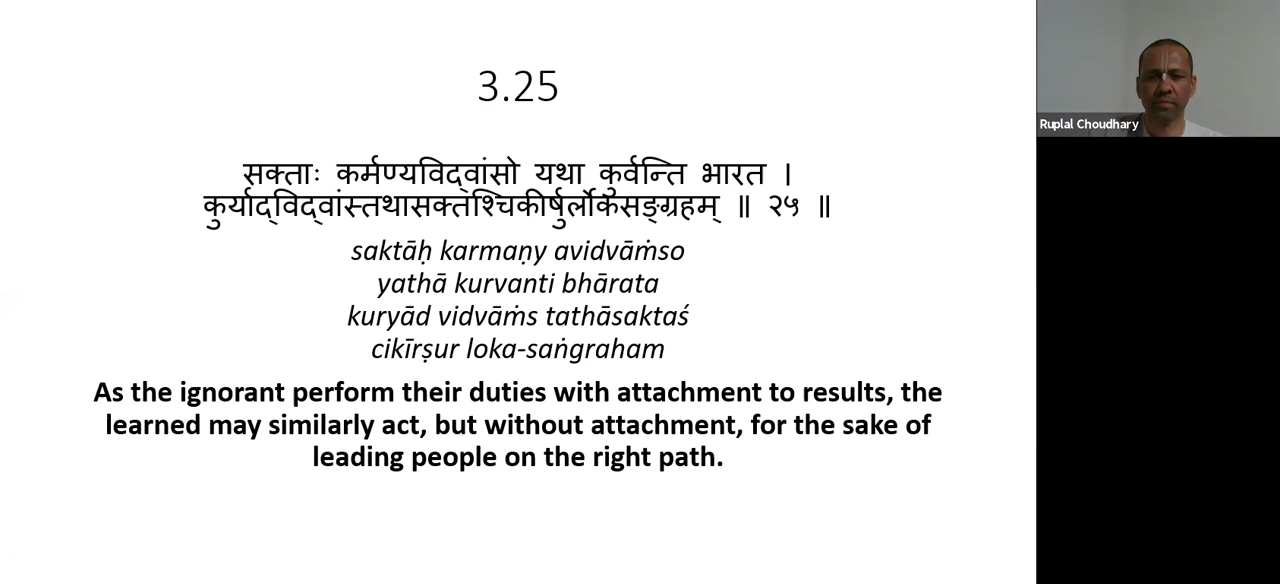 3.25
सक्ताः कर्मण्यविद्वांसो यथा कुर्वन्ति भारत ।
कुर्याद्विद्वांस्तथासक्तश्चिकीर्षुर्लोकसङ्ग्रहम् ॥ २५ ॥
saktāḥ karmaṇy avidvāṁso
yathā kurvanti bhārata
kuryād vidvāṁs tathāsaktaś
cikīrṣur loka-saṅgraham
As the ignorant perform their duties with attachment to results, the
learned may similarly act, but without attachment, for the sake of
leading people on the right path.
Ruplal Choudhary